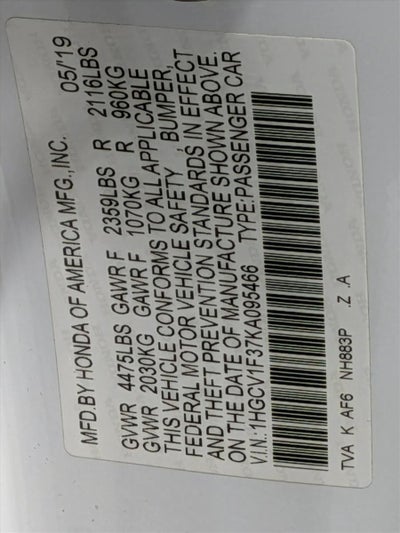 MFD.BY HONDA OF AMERICA MFG.,INC. 05/'19
GVWR 4475LBS GAWR F 2359LBS R 2116LBS
GVWR 2030KG GAWR F 1070KG R 960KG
THIS VEHICLE CONFORMS TO ALL APPLICABLE
FEDERAL MOTOR VEHICLE SAFETY , BUMPER,
AND THEFT PREVENTION STANDARDS IN EFFECT
ON THE DATE OF MANUFACTURE SHOWN ABOVE.
V.I.N.:1HGCV1F37KA095466 TYPE:PASSENGER CAR
TVA K AF6 NH883P .Z .A